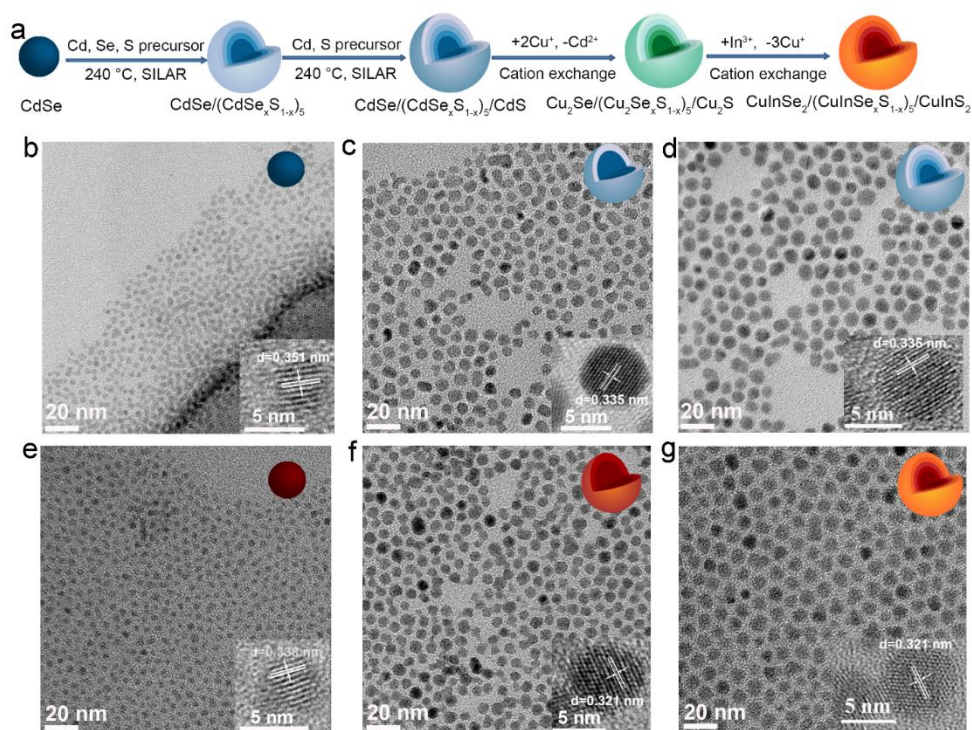 a
Cd, Se, S precursor
240 °C, SILAR
Cd, S precursor
240 °C, SILAR
+2Cu⁺, -Cd²⁺
Cation exchange
+In³⁺, -3Cu⁺
Cation exchange
CdSe
CdSe/(CdSeₓS₁₋ₓ)₅
CdSe/(CdSeₓS₁₋ₓ)₅/CdS
Cu₂Se/(Cu₂SeₓS₁₋ₓ)₅/Cu₂S
CuInSe₂/(CuInSeₓS₁₋ₓ)₅/CuInS₂
b
d=0.351 nm
20 nm
5 nm
c
d=0.335 nm
20 nm
5 nm
d
d=0.335 nm
20 nm
5 nm
e
d=0.338 nm
20 nm
5 nm
f
d=0.321 nm
20 nm
5 nm
g
d=0.321 nm
20 nm
5 nm